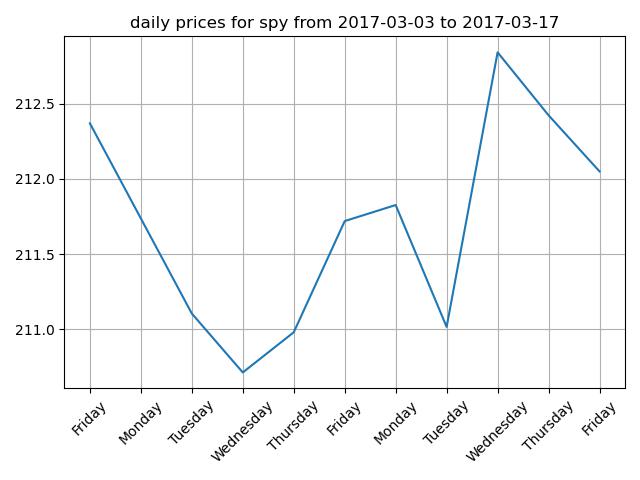 daily prices for spy from 2017-03-03 to 2017-03-17
212.5
212.0
211.5
211.0
Friday
Monday
Tuesday
Wednesday
Thursday
Friday
Monday
Tuesday
Wednesday
Thursday
Friday